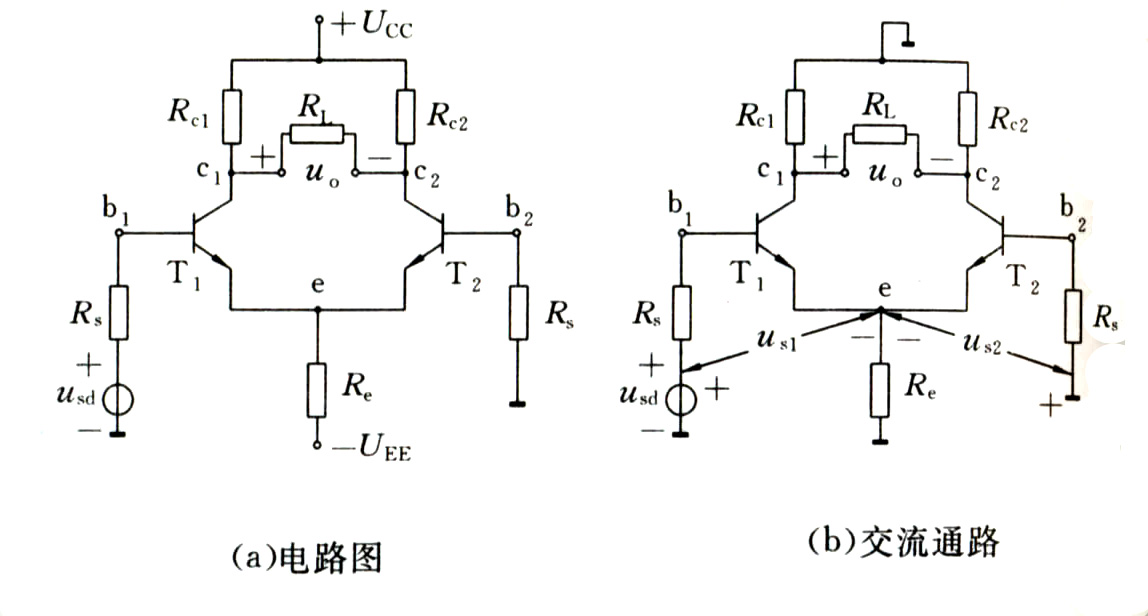 +U_CC
R_c1
R_L
R_c2
c_1
+
u_o
−
c_2
b_1
b_2
T_1
T_2
e
R_s
R_s
+
u_sd
−
R_e
−U_EE
(a)电路图
R_c1
R_L
R_c2
c_1
+
u_o
−
c_2
b_1
b_2
T_1
T_2
e
R_s
u_s1
− −
u_s2
R_s
+
u_sd
+
−
R_e
+
(b)交流通路